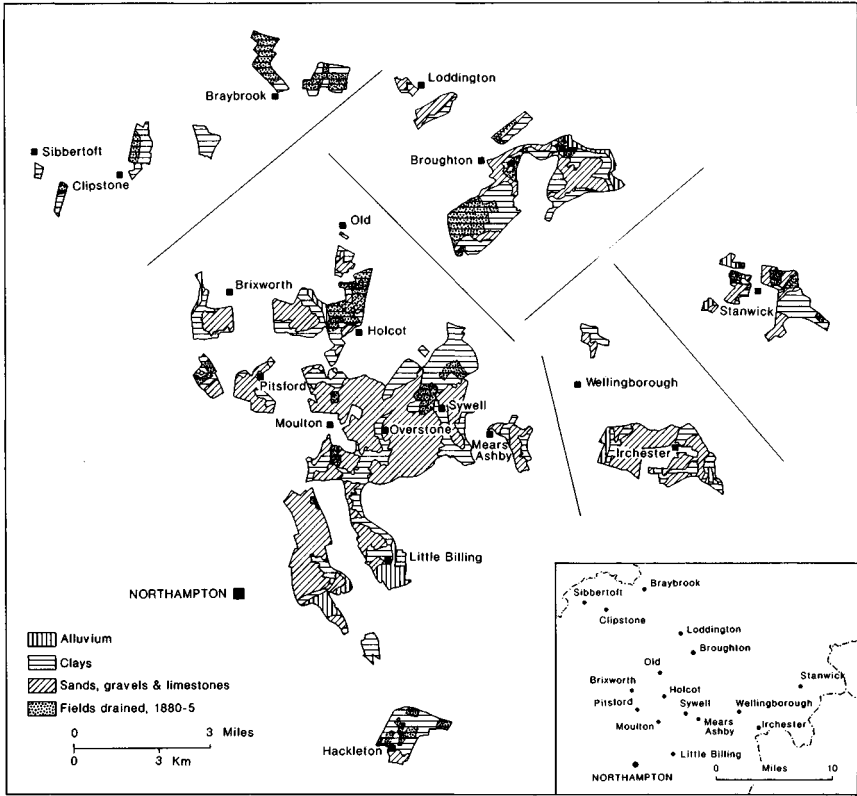 Loddington
Braybrook
Sibbertoft
Broughton
Clipstone
Old
Brixworth
Stanwick
Holcot
Pitsford
Wellingborough
Sywell
Moulton
Overstone
Mears
Ashby
Irchester
Little Billing
NORTHAMPTON
Alluvium
Clays
Sands, gravels & limestones
Fields drained, 1880-5
0 3 Miles
0 3 Km
Hackleton
Braybrook
Sibbertoft
Clipstone
Loddington
Broughton
Old
Stanwick
Brixworth
Holcot
Pitsford
Sywell
Wellingborough
Moulton
Mears
Ashby
Irchester
Little Billing
0 Miles 10
NORTHAMPTON